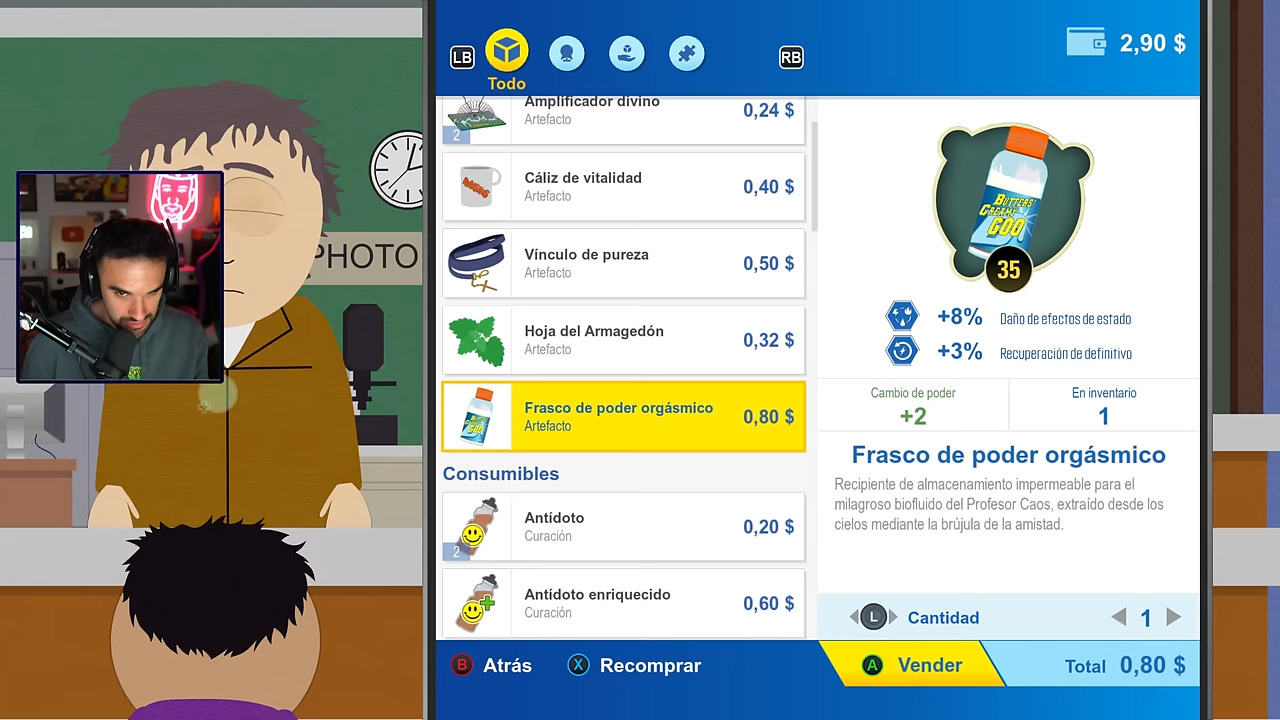 LB
Todo
RB
2,90 $
Amplificador divino
Artefacto
0,24 $
2
Cáliz de vitalidad
Artefacto
0,40 $
Vínculo de pureza
Artefacto
0,50 $
Hoja del Armagedón
Artefacto
0,32 $
Frasco de poder orgásmico
Artefacto
0,80 $
Consumibles
Antídoto
Curación
0,20 $
2
Antídoto enriquecido
Curación
0,60 $
BUTTERS'
CREAMY
GOO
35
+8% Daño de efectos de estado
+3% Recuperación de definitivo
Cambio de poder
+2
En inventario
1
Frasco de poder orgásmico
Recipiente de almacenamiento impermeable para el
milagroso biofluido del Profesor Caos, extraído desde los
cielos mediante la brújula de la amistad.
L Cantidad 1
B Atrás
X Recomprar
A Vender
Total 0,80 $
PHOTO